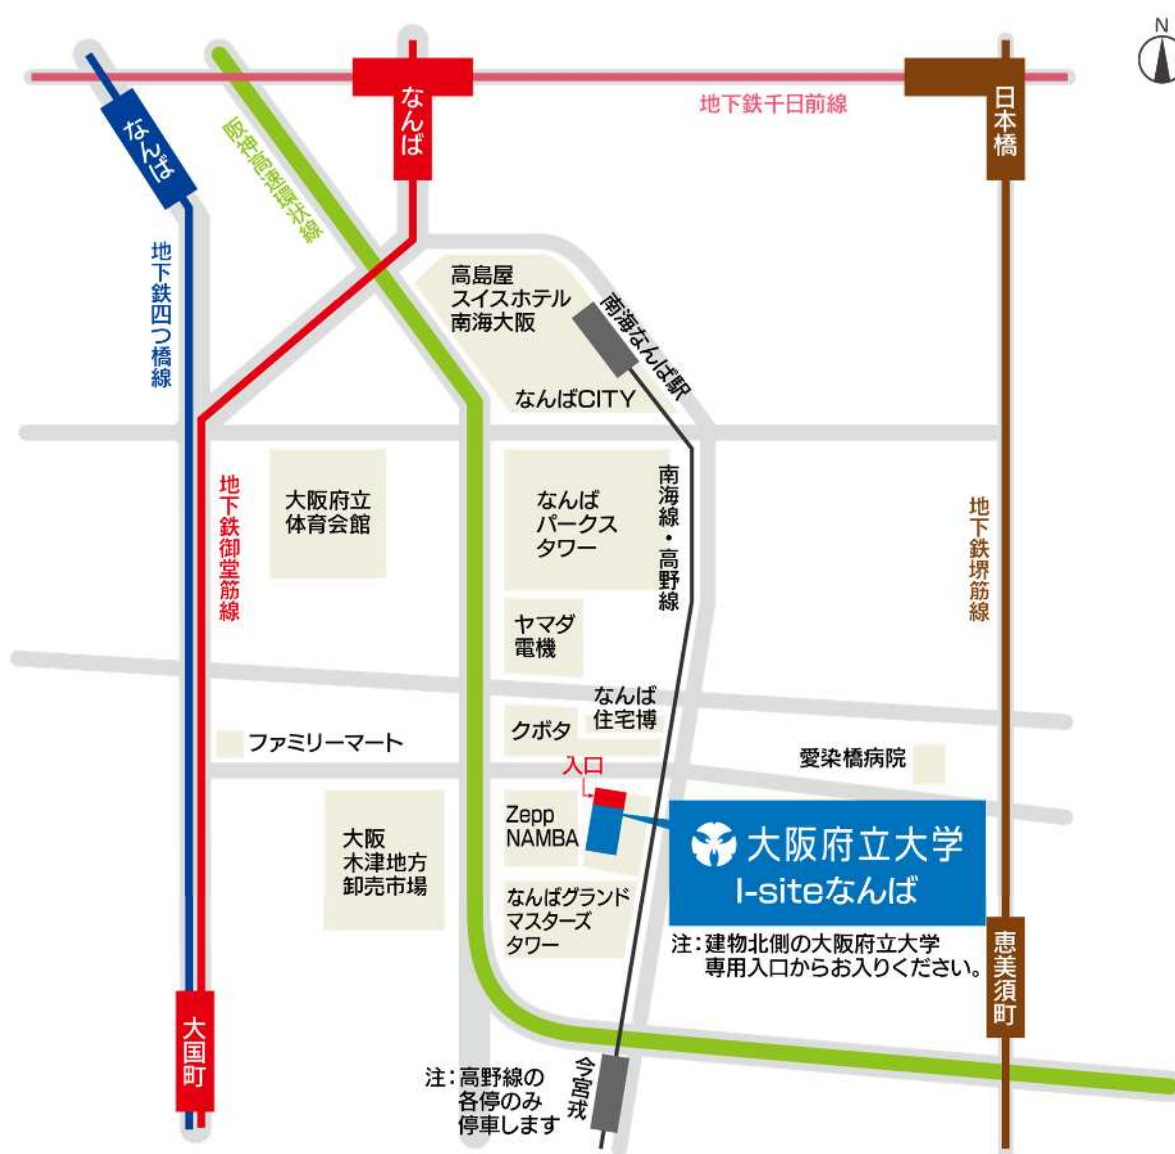 N
なんば
なんば
地下鉄千日前線
日本橋
阪神高速環状線
地下鉄四つ橋線
高島屋
スイスホテル
南海大阪
南海なんば駅
なんばCITY
地下鉄御堂筋線
大阪府立
体育会館
なんば
パークス
タワー
南海線・高野線
地下鉄堺筋線
ヤマダ
電機
なんば
住宅博
クボタ
ファミリーマート
愛染橋病院
入口
Zepp
NAMBA
大阪
木津地方
卸売市場
大阪府立大学
I-siteなんば
なんばグランド
マスターズ
タワー
注:建物北側の大阪府立大学
専用入口からお入りください。
恵美須町
大国町
今宮戎
注:高野線の
各停のみ
停車します